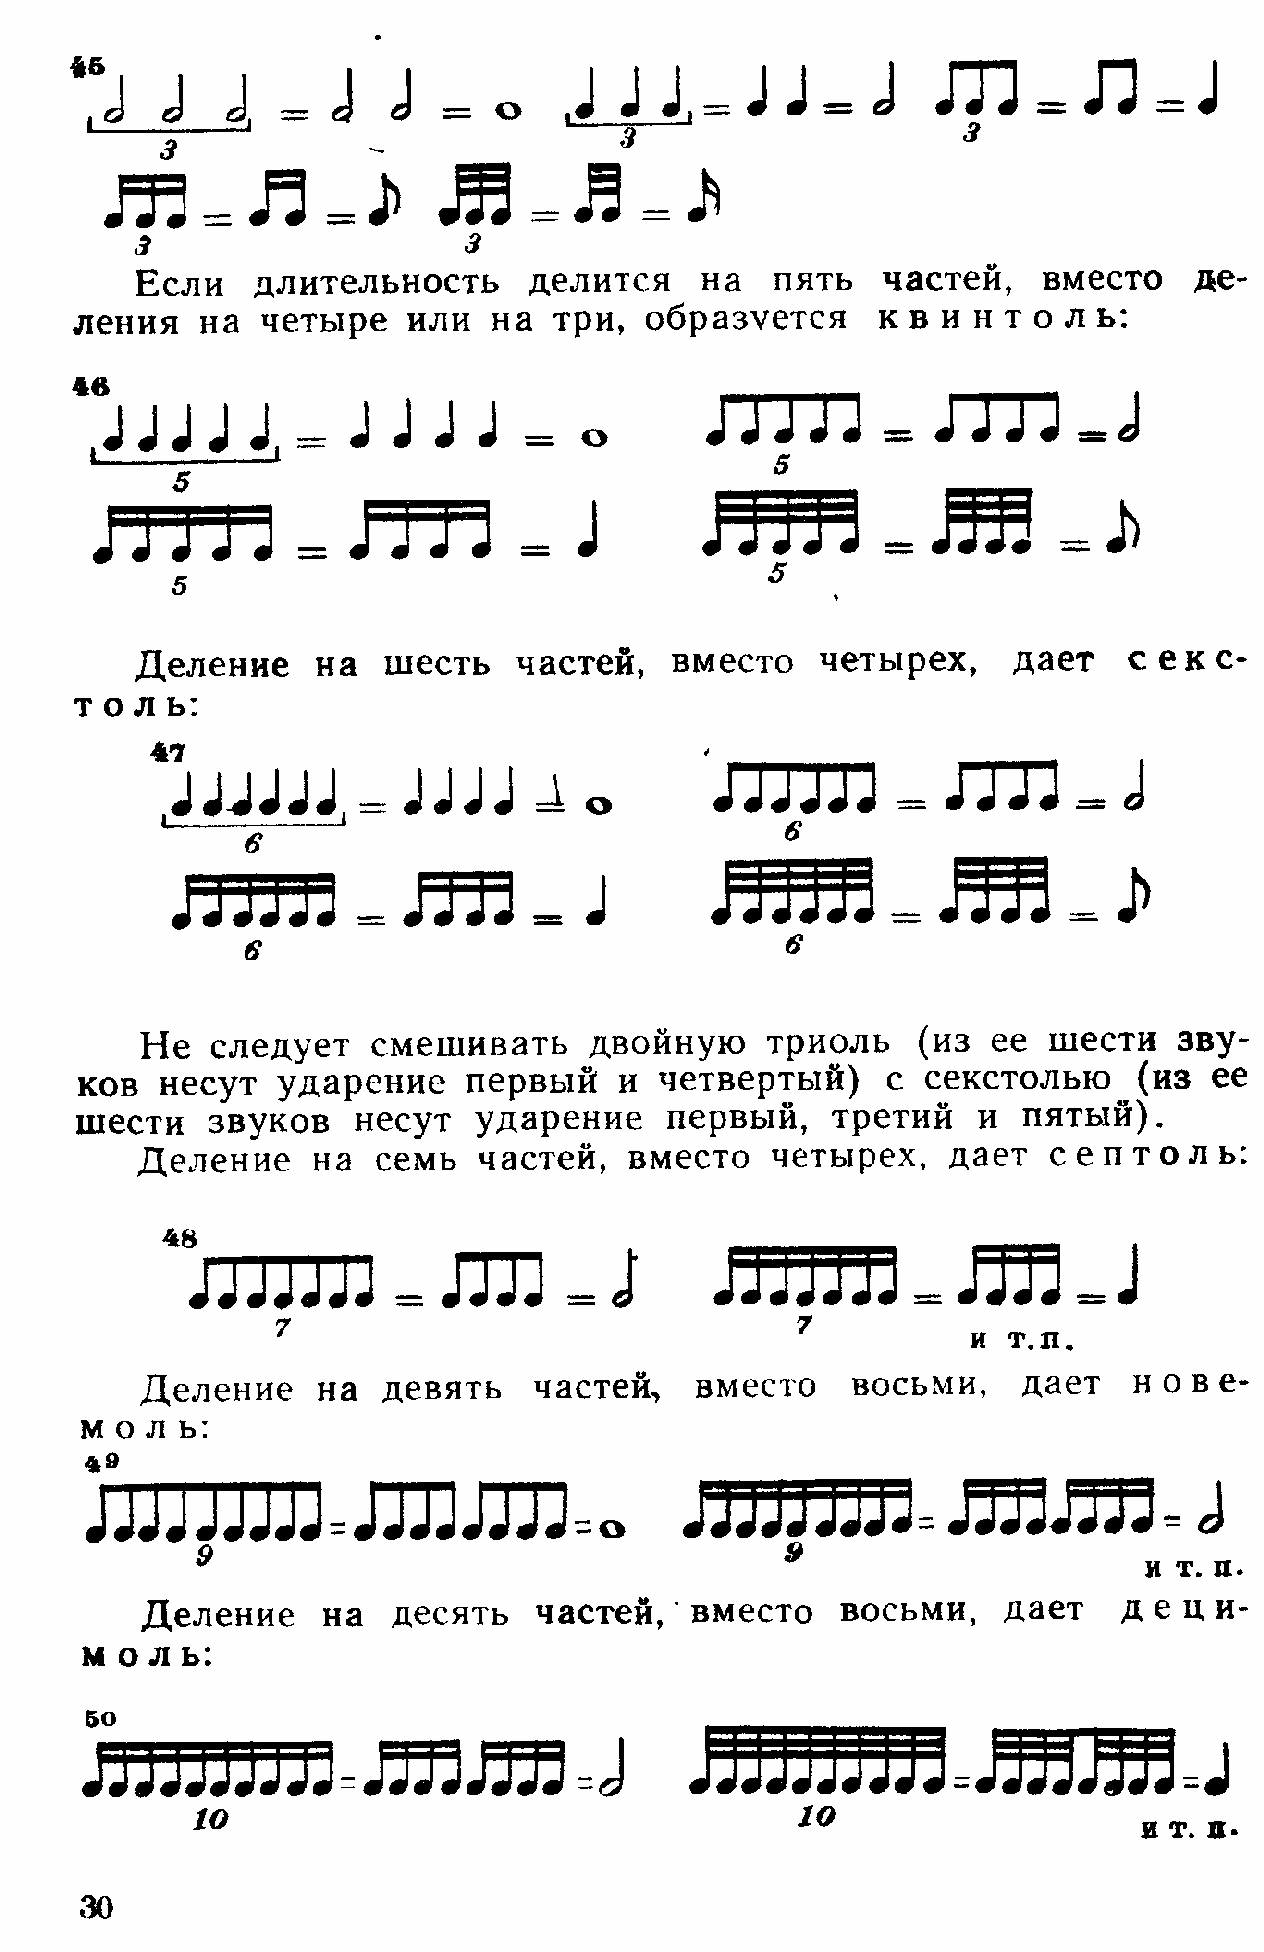 45
3 3 3
3 3
Если длительность делится на пять частей, вместо де-
ления на четыре или на три, образуется квинтоль:
46
5 5
5 5
Деление на шесть частей, вместо четырех, дает секс-
толь:
47
6 6
6 6
Не следует смешивать двойную триоль (из ее шести зву-
ков несут ударение первый и четвертый) с секстолью (из ее
шести звуков несут ударение первый, третий и пятый).
Деление на семь частей, вместо четырех, дает септоль:
48
7 7
и т.п.
Деление на девять частей, вместо восьми, дает нове-
моль:
49
9 9
и т. п.
Деление на десять частей, вместо восьми, дает деци-
моль:
50
10 10
и т. п.
30